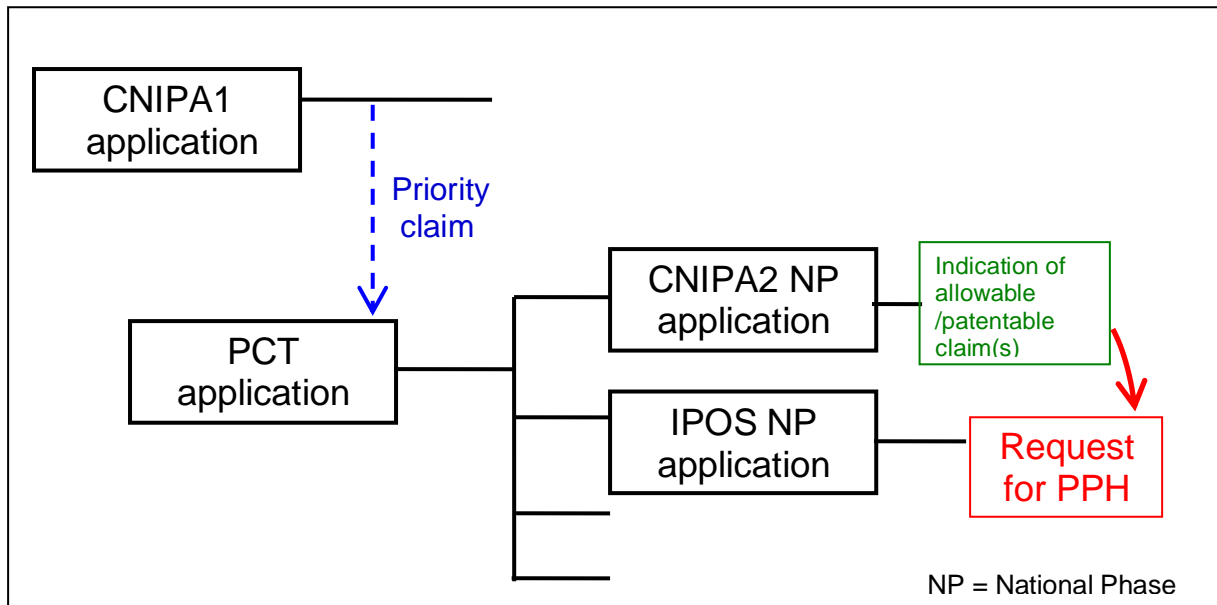 CNIPA1
application
Priority
claim
CNIPA2 NP
application
Indication of
allowable
/patentable
claim(s)
PCT
application
IPOS NP
application
Request
for PPH
NP = National Phase